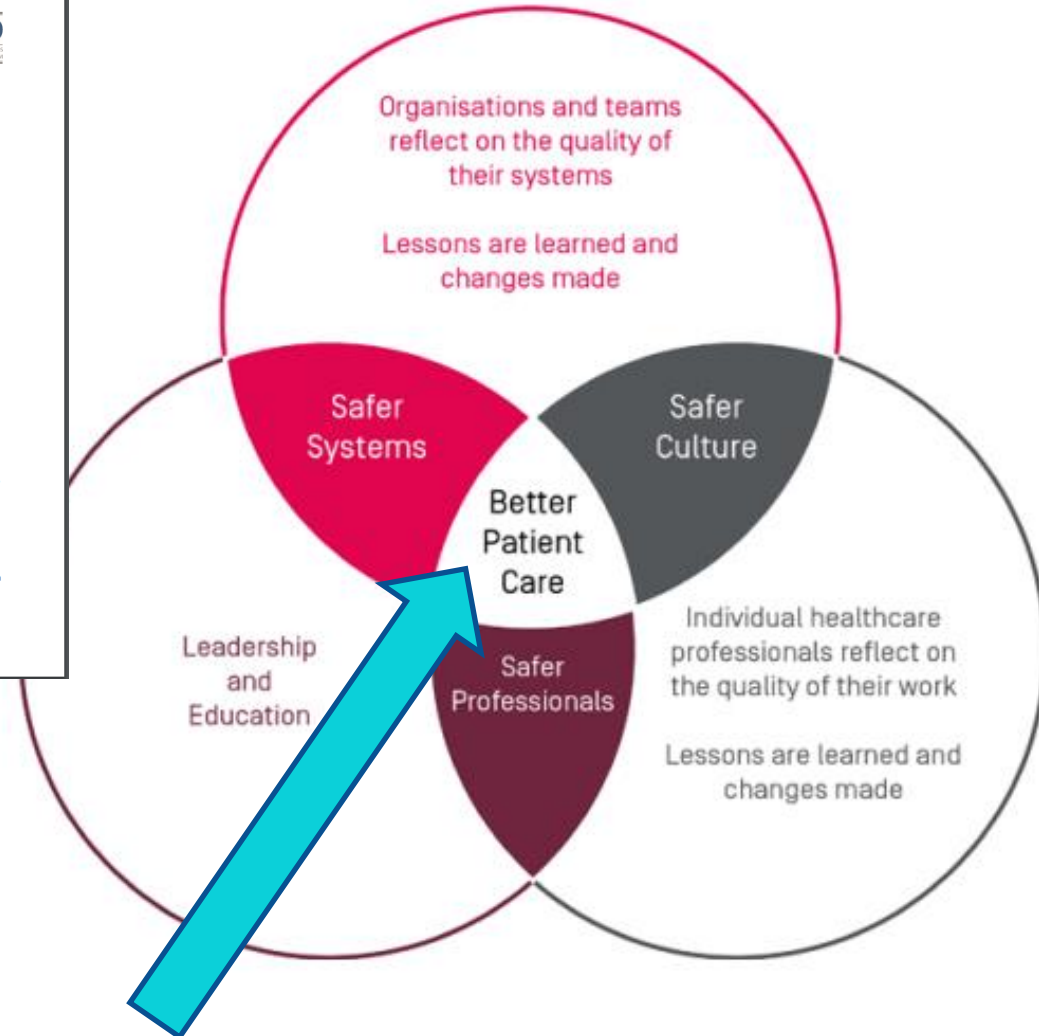 Organisations and teams
reflect on the quality of
their systems
Lessons are learned and
changes made
Safer
Systems
Safer
Culture
Better
Patient
Care
Leadership
and
Education
Safer
Professionals
Individual healthcare
professionals reflect on
the quality of their work
Lessons are learned and
changes made